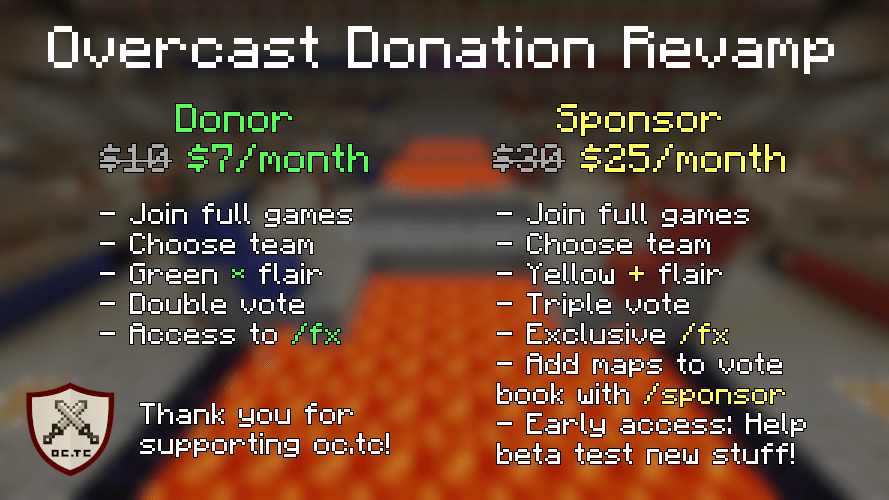 Overcast Donation Revamp
Donor
$10 $7/month
- Join full games
- Choose team
- Green × flair
- Double vote
- Access to /fx
Sponsor
$30 $25/month
- Join full games
- Choose team
- Yellow + flair
- Triple vote
- Exclusive /fx
- Add maps to vote
book with /sponsor
- Early access: Help
beta test new stuff!
OC.TC
Thank you for
supporting oc.tc!